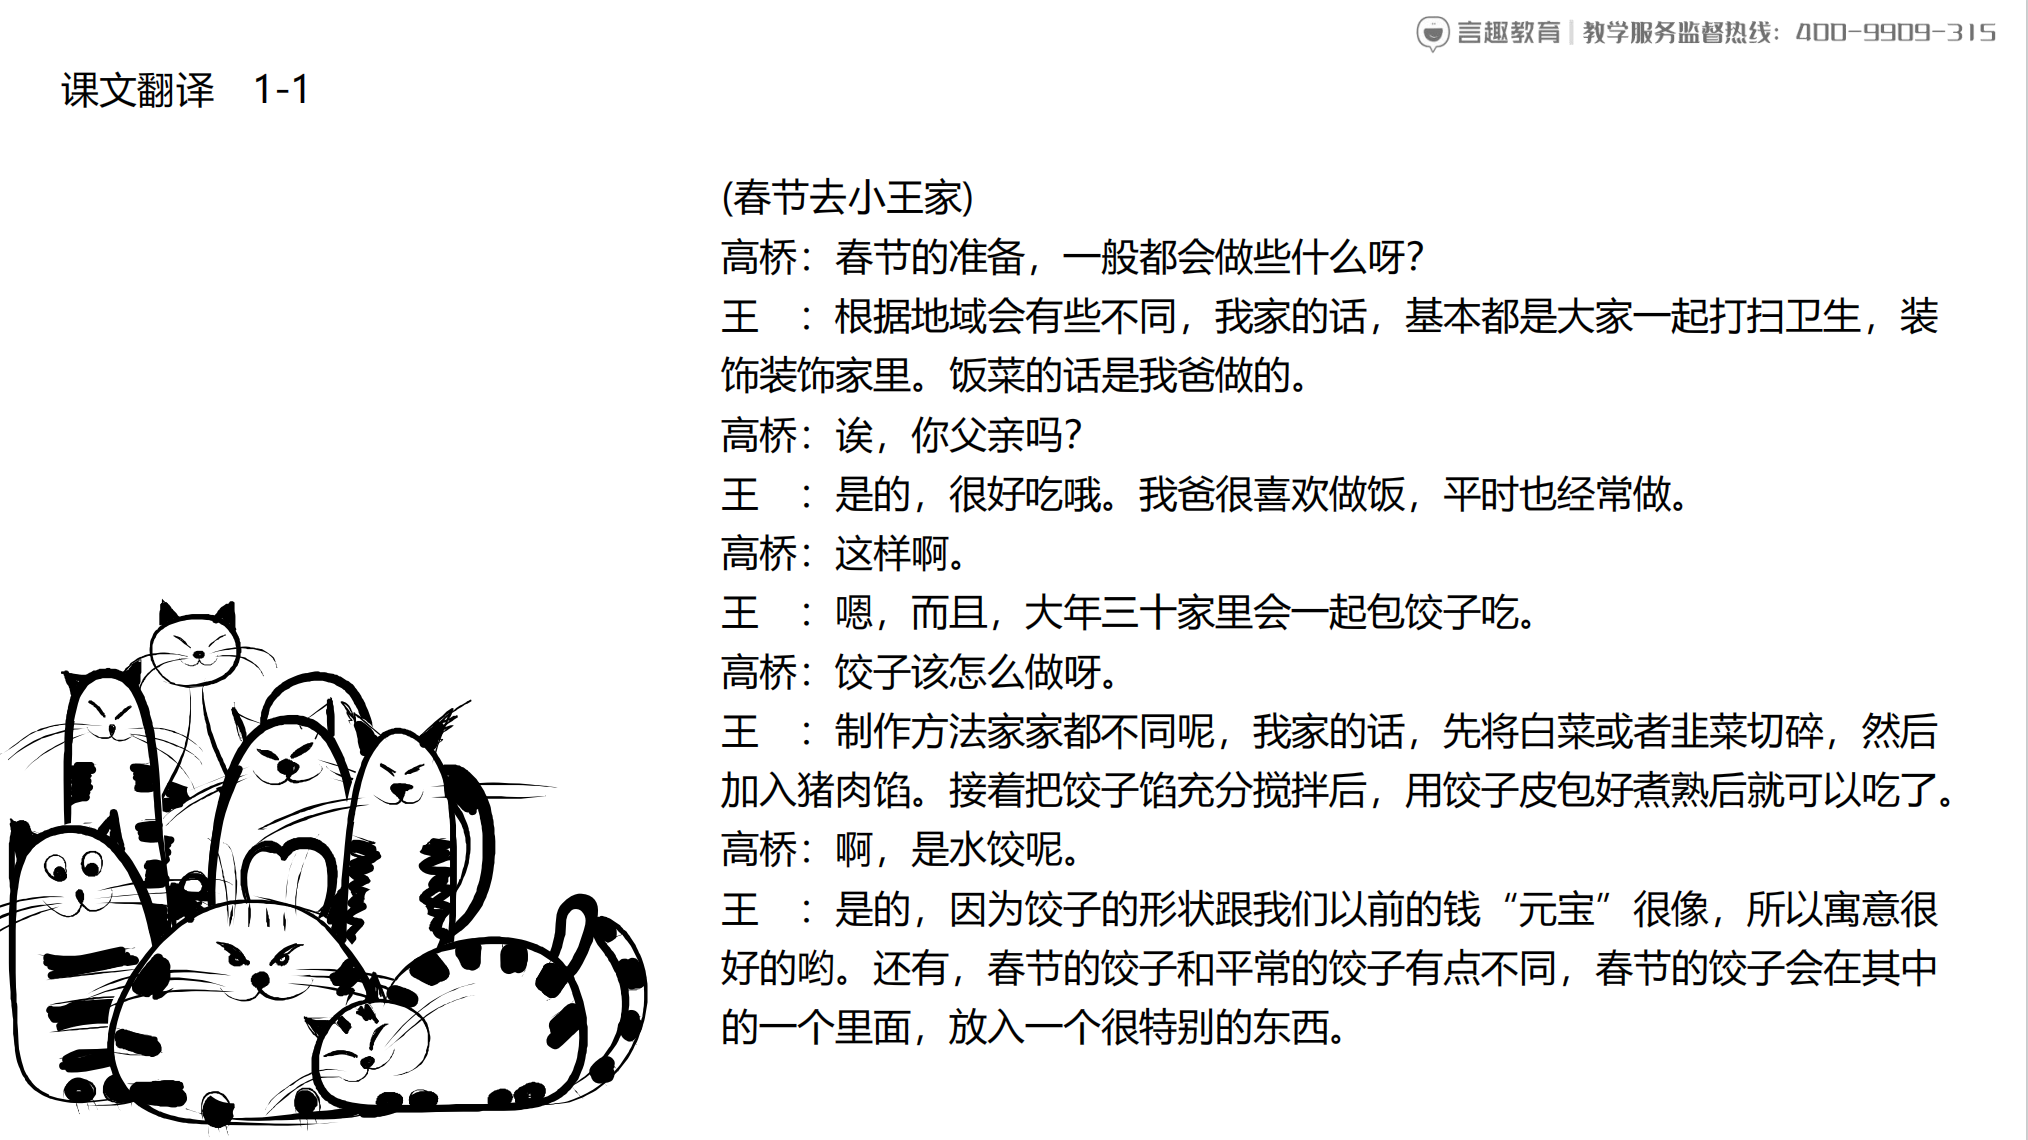 言趣教育 | 教学服务监督热线：400-9909-315
课文翻译　1-1
(春节去小王家)
高桥：春节的准备，一般都会做些什么呀？
王　：根据地域会有些不同，我家的话，基本都是大家一起打扫卫生，装
饰装饰家里。饭菜的话是我爸做的。
高桥：诶，你父亲吗？
王　：是的，很好吃哦。我爸很喜欢做饭，平时也经常做。
高桥：这样啊。
王　：嗯，而且，大年三十家里会一起包饺子吃。
高桥：饺子该怎么做呀。
王　：制作方法家家都不同呢，我家的话，先将白菜或者韭菜切碎，然后
加入猪肉馅。接着把饺子馅充分搅拌后，用饺子皮包好煮熟后就可以吃了。
高桥：啊，是水饺呢。
王　：是的，因为饺子的形状跟我们以前的钱“元宝”很像，所以寓意很
好的哟。还有，春节的饺子和平常的饺子有点不同，春节的饺子会在其中
的一个里面，放入一个很特别的东西。